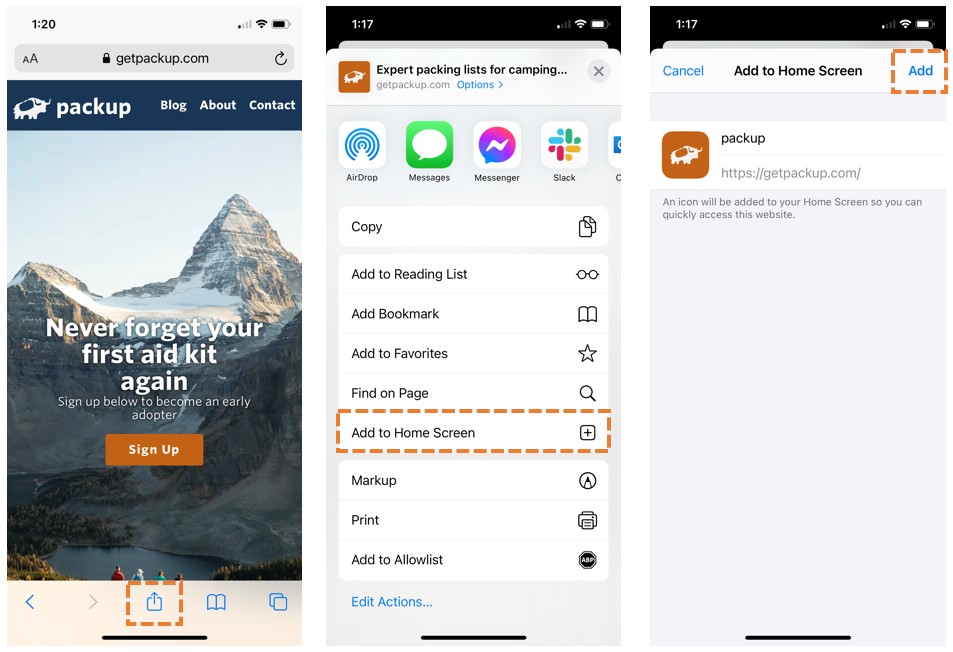 1:20
AA
getpackup.com
packup
Blog
About
Contact
Never forget your
first aid kit
again
Sign up below to become an early
adopter
Sign Up
1:17
Expert packing lists for camping...
getpackup.com
Options >
AirDrop
Messages
Messenger
Slack
Copy
Add to Reading List
Add Bookmark
Add to Favorites
Find on Page
Add to Home Screen
Markup
Print
Add to Allowlist
ABP
Edit Actions...
1:17
Cancel
Add to Home Screen
Add
packup
https://getpackup.com/
An icon will be added to your Home Screen so you can
quickly access this website.